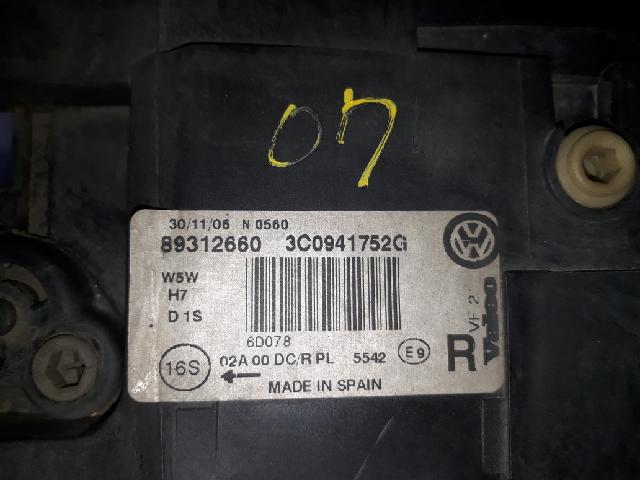 07
30/11/06 N 0560
89312660 3C0941752G
W5W
H7
D1S
6D078
16S
02A 00 DC/R PL 5542 E9
MADE IN SPAIN
R
VF 2
Valeo